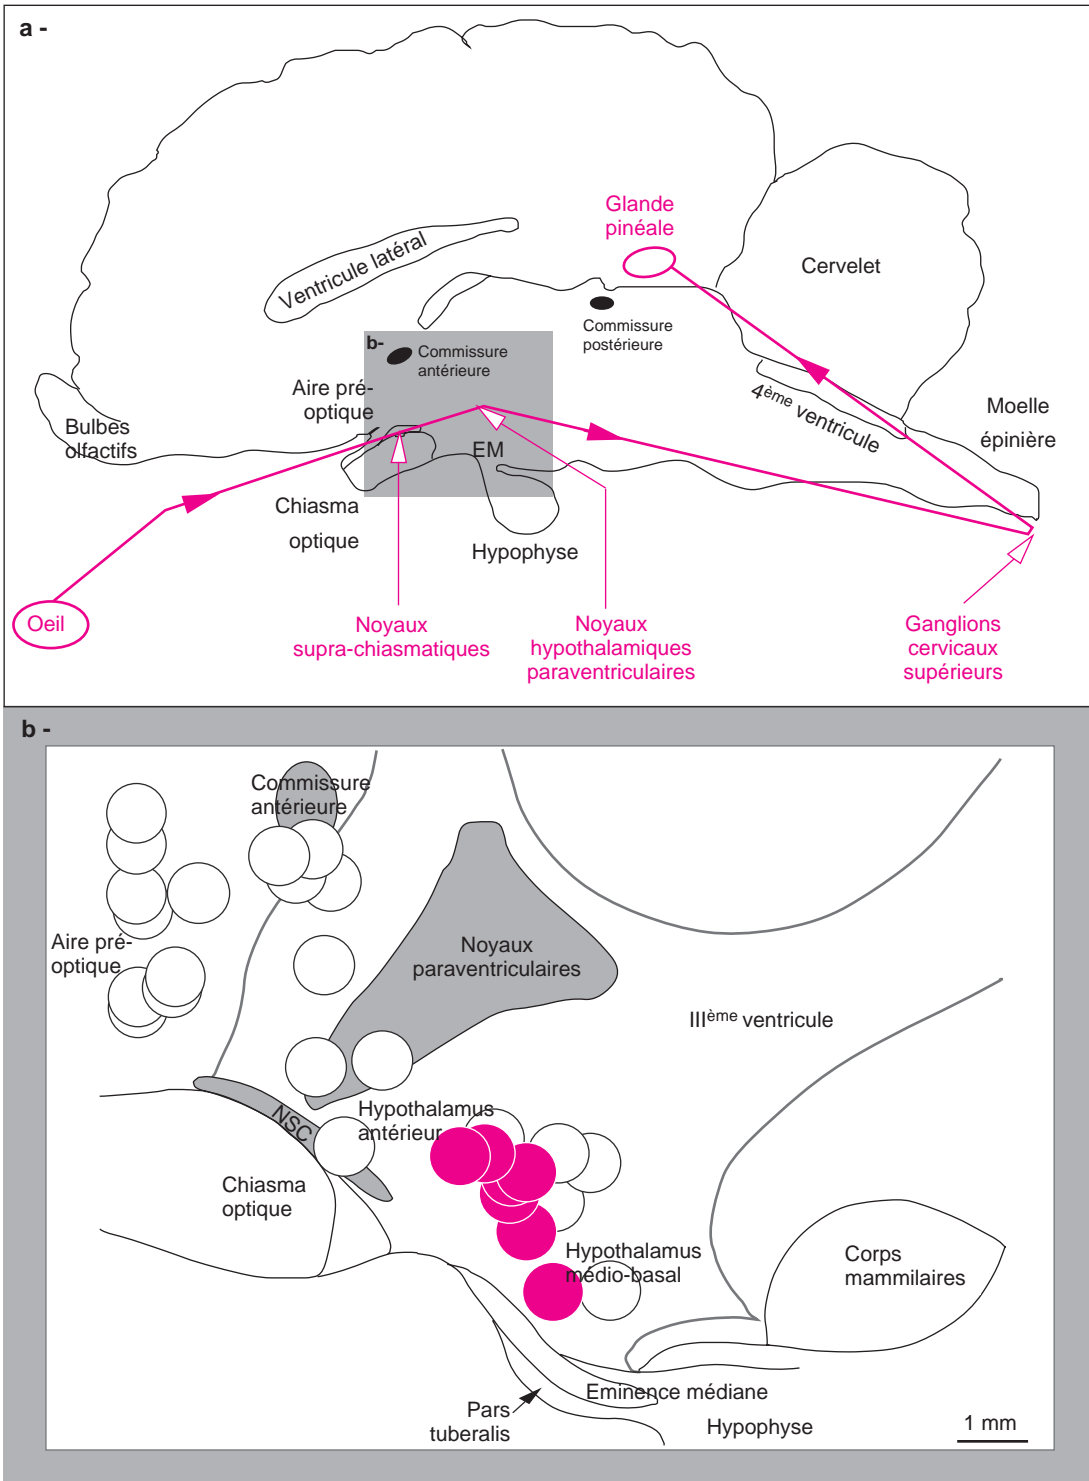 a -
Glande
pinéale
Cervelet
Ventricule latéral
Commissure
postérieure
b-
Commissure
antérieure
Aire pré-
optique
4ème ventricule
Moelle
épinière
Bulbes
olfactifs
EM
Chiasma
optique
Hypophyse
Oeil
Noyaux
supra-chiasmatiques
Noyaux
hypothalamiques
paraventriculaires
Ganglions
cervicaux
supérieurs
b -
Commissure
antérieure
Aire pré-
optique
Noyaux
paraventriculaires
IIIème ventricule
NSC
Hypothalamus
antérieur
Chiasma
optique
Hypothalamus
médio-basal
Corps
mammilaires
Eminence médiane
Pars
tuberalis
Hypophyse
1 mm